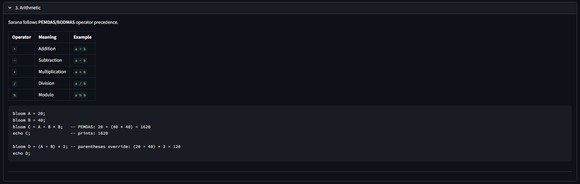 3. Arithmetic
Sarana follows PEMDAS/BODMAS operator precedence.
Operator Meaning Example
+ Addition a + b
- Subtraction a - b
* Multiplication a * b
/ Division a / b
% Modulo a % b
bloom A = 20;
bloom B = 40;
bloom C = A + B * B; -- PEMDAS: 20 + (40 * 40) = 1620
echo C; -- prints: 1620
bloom D = (A + B) * 2; -- parentheses override: (20 + 40) * 2 = 120
echo D;